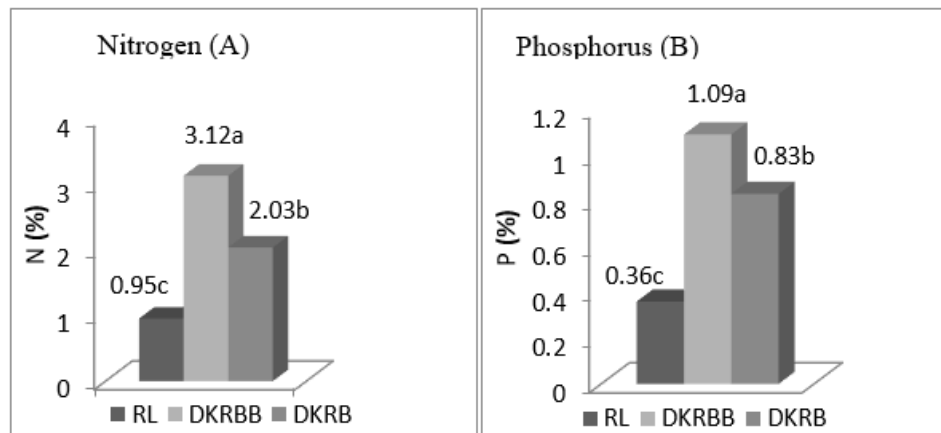 Nitrogen (A)
4
3
2
1
0
N (%)
0.95c
3.12a
2.03b
RL DKRBB DKRB
Phosphorus (B)
1.2
1
0.8
0.6
0.4
0.2
0
P (%)
0.36c
1.09a
0.83b
RL DKRBB DKRB